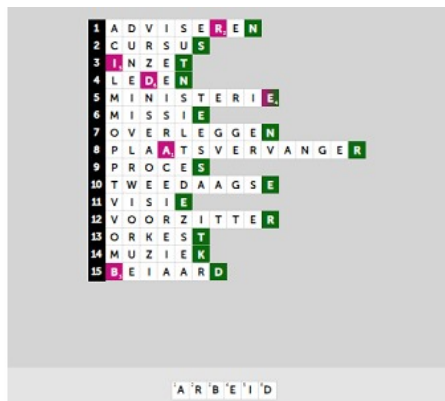 1 ADVISEREN
2 CURSUS
3 INZET
4 LEDEN
5 MINISTERIE
6 MISSIE
7 OVERLEGGEN
8 PLAATSVERVANGER
9 PROCES
10 TWEEDAAGSE
11 VISIE
12 VOORZITTER
13 ORKEST
14 MUZIEK
15 BEIAARD
ARBEID